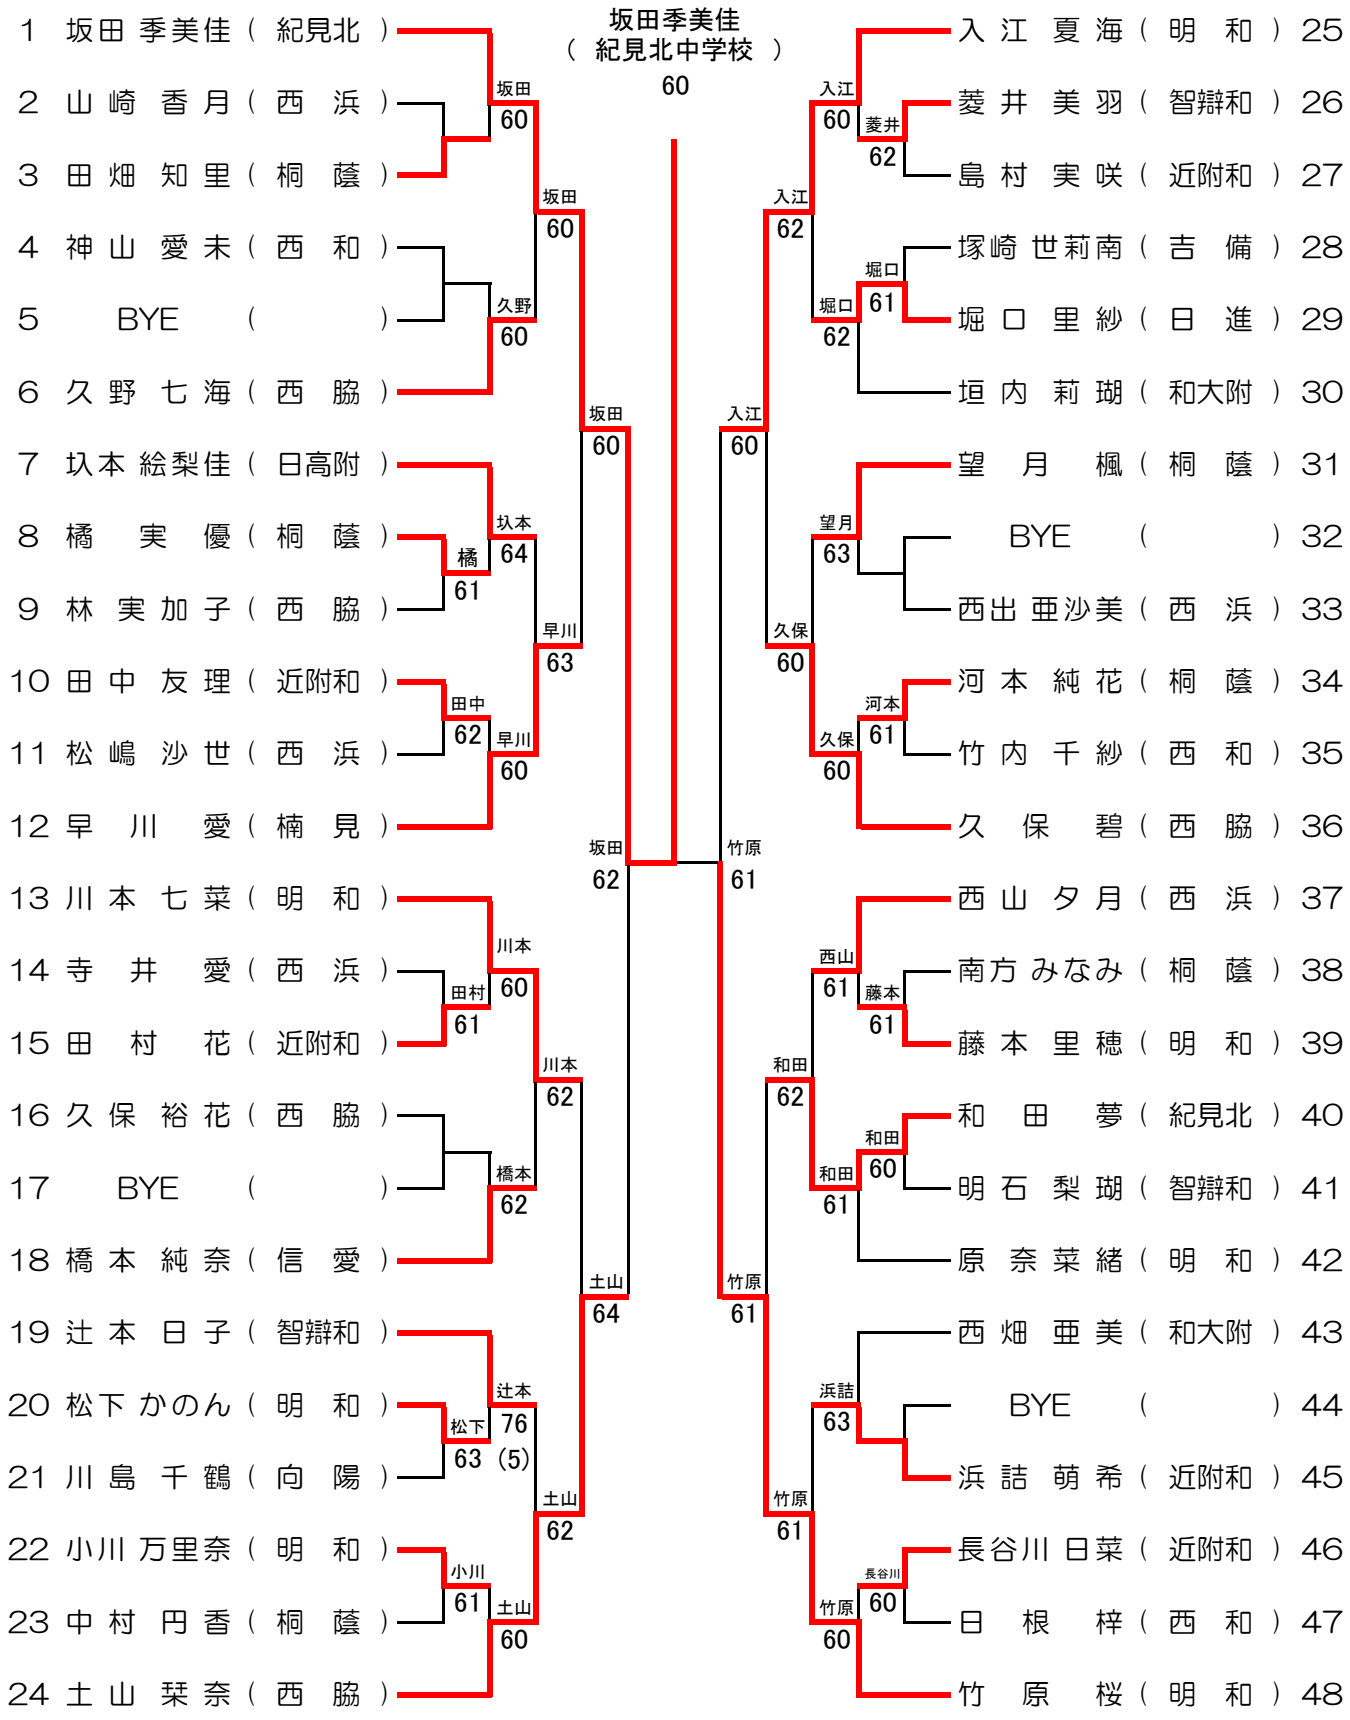 坂田季美佳
( 紀見北中学校 )
60
1 坂田 季美佳 ( 紀見北 )
2 山崎 香月 ( 西 浜 )
3 田畑 知里 ( 桐 蔭 )
4 神山 愛未 ( 西 和 )
5 BYE ( )
6 久野 七海 ( 西 脇 )
7 圦本 絵梨佳 ( 日高附 )
8 橘 実優 ( 桐 蔭 )
9 林 実加子 ( 西 脇 )
10 田中 友理 ( 近附和 )
11 松嶋 沙世 ( 西 浜 )
12 早川 愛 ( 楠 見 )
13 川本 七菜 ( 明 和 )
14 寺井 愛 ( 西 浜 )
15 田村 花 ( 近附和 )
16 久保 裕花 ( 西 脇 )
17 BYE ( )
18 橋本 純奈 ( 信 愛 )
19 辻本 日子 ( 智辯和 )
20 松下 かのん ( 明 和 )
21 川島 千鶴 ( 向 陽 )
22 小川 万里奈 ( 明 和 )
23 中村 円香 ( 桐 蔭 )
24 土山 栞奈 ( 西 脇 )
橘
61
田中
62
田村
61
松下
63
小川
61
坂田
60
久野
60
圦本
64
早川
60
川本
60
橋本
62
辻本
76
(5)
土山
60
坂田
60
早川
63
川本
62
土山
62
坂田
60
土山
64
坂田
62
竹原
61
入江
60
竹原
61
入江
62
久保
60
和田
62
竹原
61
入江
60
堀口
62
望月
63
久保
60
西山
61
和田
61
浜詰
63
竹原
60
菱井
62
堀口
61
河本
61
藤本
61
和田
60
長谷川
60
入江 夏海 ( 明 和 ) 25
菱井 美羽 ( 智辯和 ) 26
島村 実咲 ( 近附和 ) 27
塚崎 世莉南 ( 吉 備 ) 28
堀口 里紗 ( 日 進 ) 29
垣内 莉瑚 ( 和大附 ) 30
望月 楓 ( 桐 蔭 ) 31
BYE ( ) 32
西出 亜沙美 ( 西 浜 ) 33
河本 純花 ( 桐 蔭 ) 34
竹内 千紗 ( 西 和 ) 35
久保 碧 ( 西 脇 ) 36
西山 夕月 ( 西 浜 ) 37
南方 みなみ ( 桐 蔭 ) 38
藤本 里穂 ( 明 和 ) 39
和田 夢 ( 紀見北 ) 40
明石 梨瑚 ( 智辯和 ) 41
原 奈菜緒 ( 明 和 ) 42
西畑 亜美 ( 和大附 ) 43
BYE ( ) 44
浜詰 萌希 ( 近附和 ) 45
長谷川 日菜 ( 近附和 ) 46
日根 梓 ( 西 和 ) 47
竹原 桜 ( 明 和 ) 48